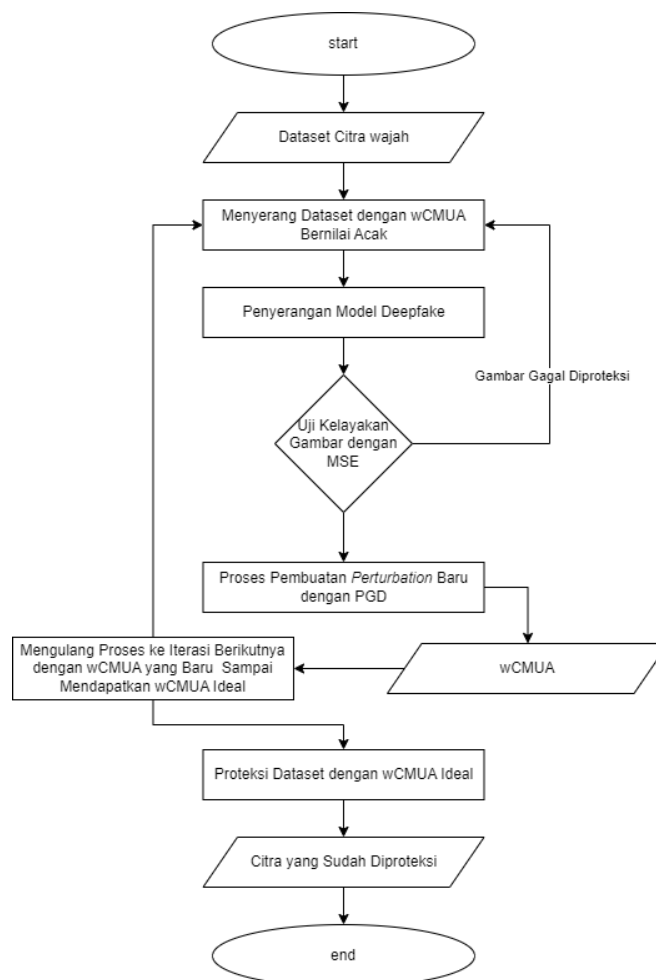 start
Dataset Citra wajah
Menyerang Dataset dengan wCMUA
Bernilai Acak
Penyerangan Model Deepfake
Gambar Gagal Diproteksi
Uji Kelayakan
Gambar dengan
MSE
Proses Pembuatan Perturbation Baru
dengan PGD
Mengulang Proses ke Iterasi Berikutnya
dengan wCMUA yang Baru Sampai
Mendapatkan wCMUA Ideal
wCMUA
Proteksi Dataset dengan wCMUA Ideal
Citra yang Sudah Diproteksi
end